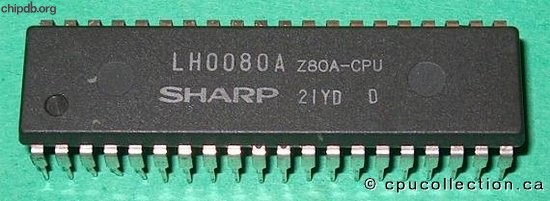 chipdb.org
LH0080A Z80A-CPU
SHARP 21YD D
© cpucollection.ca